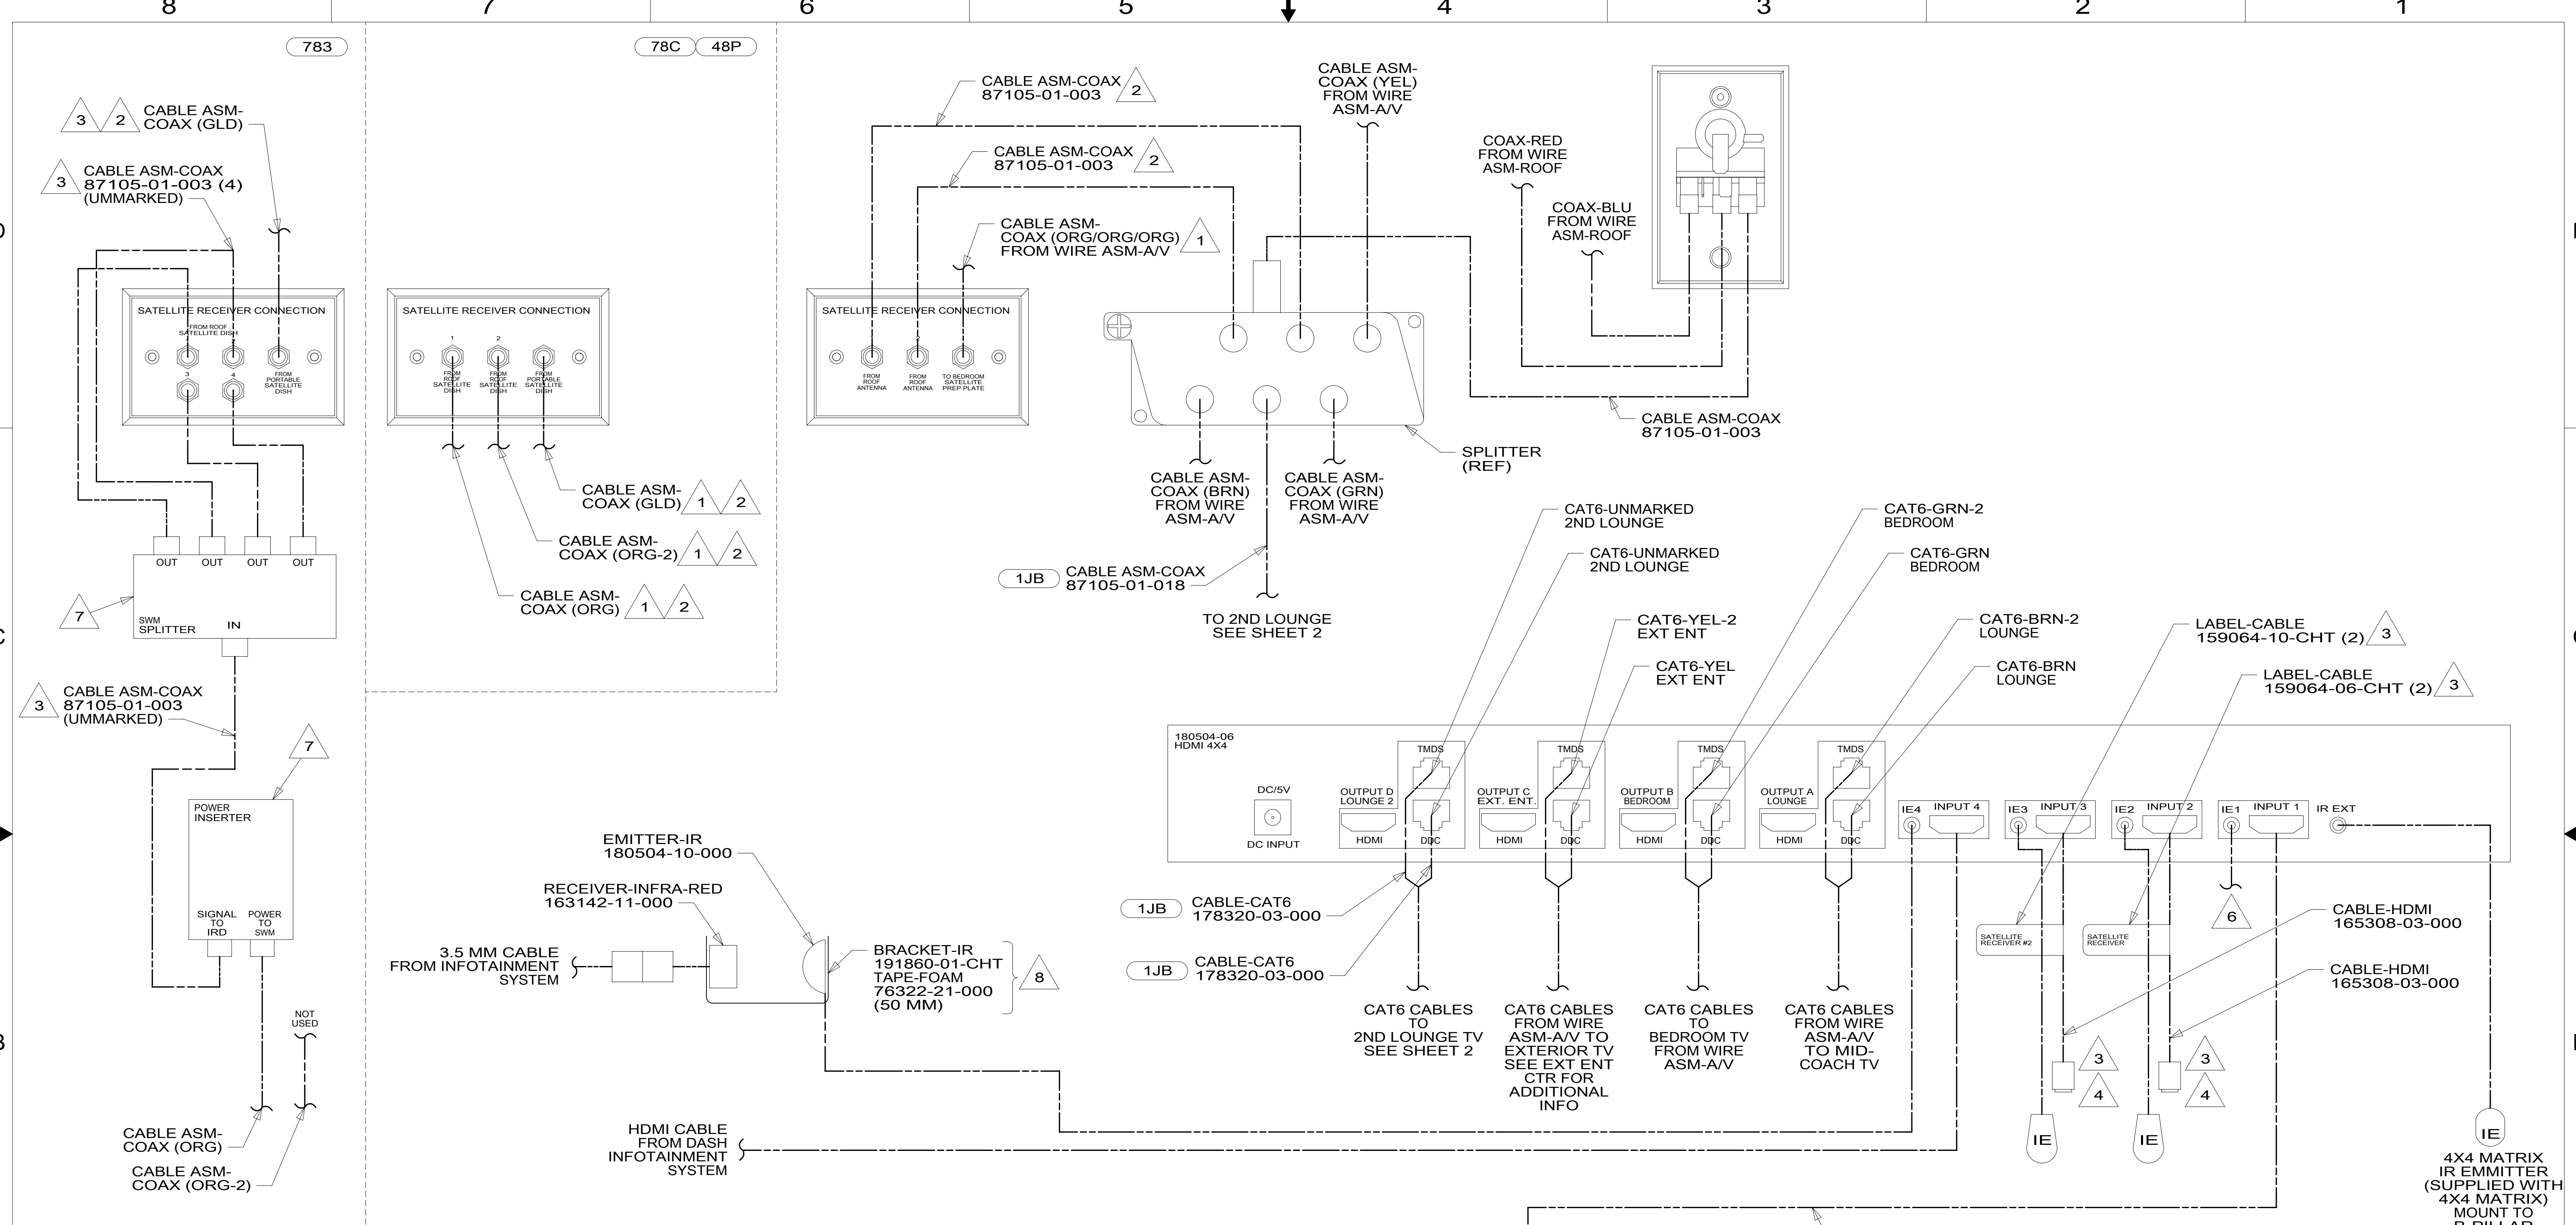 8 7 6 5 4 3 2 1
783
3 2 CABLE ASM-
COAX (GLD)
3 CABLE ASM-COAX
87105-01-003 (4)
(UMMARKED)
SATELLITE RECEIVER CONNECTION
FROM ROOF
SATELLITE DISH
3 4
FROM
PORTABLE
SATELLITE
DISH
OUT OUT OUT OUT
7
SWM
SPLITTER IN
3 CABLE ASM-COAX
87105-01-003
(UMMARKED)
7
POWER
INSERTER
SIGNAL
TO
IRD
POWER
TO
SWM
NOT
USED
CABLE ASM-
COAX (ORG)
CABLE ASM-
COAX (ORG-2)
78C 48P
SATELLITE RECEIVER CONNECTION
1 2
FROM
ROOF
SATELLITE
DISH
FROM
ROOF
SATELLITE
DISH
FROM
PORTABLE
SATELLITE
DISH
CABLE ASM-
COAX (GLD) 1 2
CABLE ASM-
COAX (ORG-2) 1 2
CABLE ASM-
COAX (ORG) 1 2
CABLE ASM-COAX
87105-01-003 2
CABLE ASM-COAX
87105-01-003 2
CABLE ASM-
COAX (ORG/ORG/ORG)
FROM WIRE ASM-A/V 1
CABLE ASM-
COAX (YEL)
FROM WIRE
ASM-A/V
SATELLITE RECEIVER CONNECTION
2
FROM
ROOF
ANTENNA
FROM
ROOF
ANTENNA
TO BEDROOM
SATELLITE
PREP PLATE
COAX-RED
FROM WIRE
ASM-ROOF
COAX-BLU
FROM WIRE
ASM-ROOF
CABLE ASM-COAX
87105-01-003
SPLITTER
(REF)
CABLE ASM-
COAX (BRN)
FROM WIRE
ASM-A/V
CABLE ASM-
COAX (GRN)
FROM WIRE
ASM-A/V
1JB CABLE ASM-COAX
87105-01-018
TO 2ND LOUNGE
SEE SHEET 2
CAT6-UNMARKED
2ND LOUNGE
CAT6-UNMARKED
2ND LOUNGE
CAT6-YEL-2
EXT ENT
CAT6-YEL
EXT ENT
CAT6-GRN-2
BEDROOM
CAT6-GRN
BEDROOM
CAT6-BRN-2
LOUNGE
CAT6-BRN
LOUNGE
LABEL-CABLE
159064-10-CHT (2) 3
LABEL-CABLE
159064-06-CHT (2) 3
180504-06
HDMI 4X4
DC/5V
DC INPUT
TMDS
OUTPUT D
LOUNGE 2
HDMI DDC
TMDS
OUTPUT C
EXT. ENT.
HDMI DDC
TMDS
OUTPUT B
BEDROOM
HDMI DDC
TMDS
OUTPUT A
LOUNGE
HDMI DDC
IE4 INPUT 4
IE3 INPUT 3
IE2 INPUT 2
IE1 INPUT 1
IR EXT
EMITTER-IR
180504-10-000
RECEIVER-INFRA-RED
163142-11-000
3.5 MM CABLE
FROM INFOTAINMENT
SYSTEM
BRACKET-IR
191860-01-CHT
TAPE-FOAM
76322-21-000
(50 MM)
8
1JB CABLE-CAT6
178320-03-000
1JB CABLE-CAT6
178320-03-000
CAT6 CABLES
TO
2ND LOUNGE TV
SEE SHEET 2
CAT6 CABLES
FROM WIRE
ASM-A/V TO
EXTERIOR TV
SEE EXT ENT
CTR FOR
ADDITIONAL
INFO
CAT6 CABLES
TO
BEDROOM TV
FROM WIRE
ASM-A/V
CAT6 CABLES
FROM WIRE
ASM-A/V
TO MID-
COACH TV
SATELLITE
RECEIVER #2
SATELLITE
RECEIVER
6
CABLE-HDMI
165308-03-000
CABLE-HDMI
165308-03-000
3
4
3
4
IE
IE
IE
HDMI CABLE
FROM DASH
INFOTAINMENT
SYSTEM
4X4 MATRIX
IR EMMITTER
(SUPPLIED WITH
4X4 MATRIX)
MOUNT TO